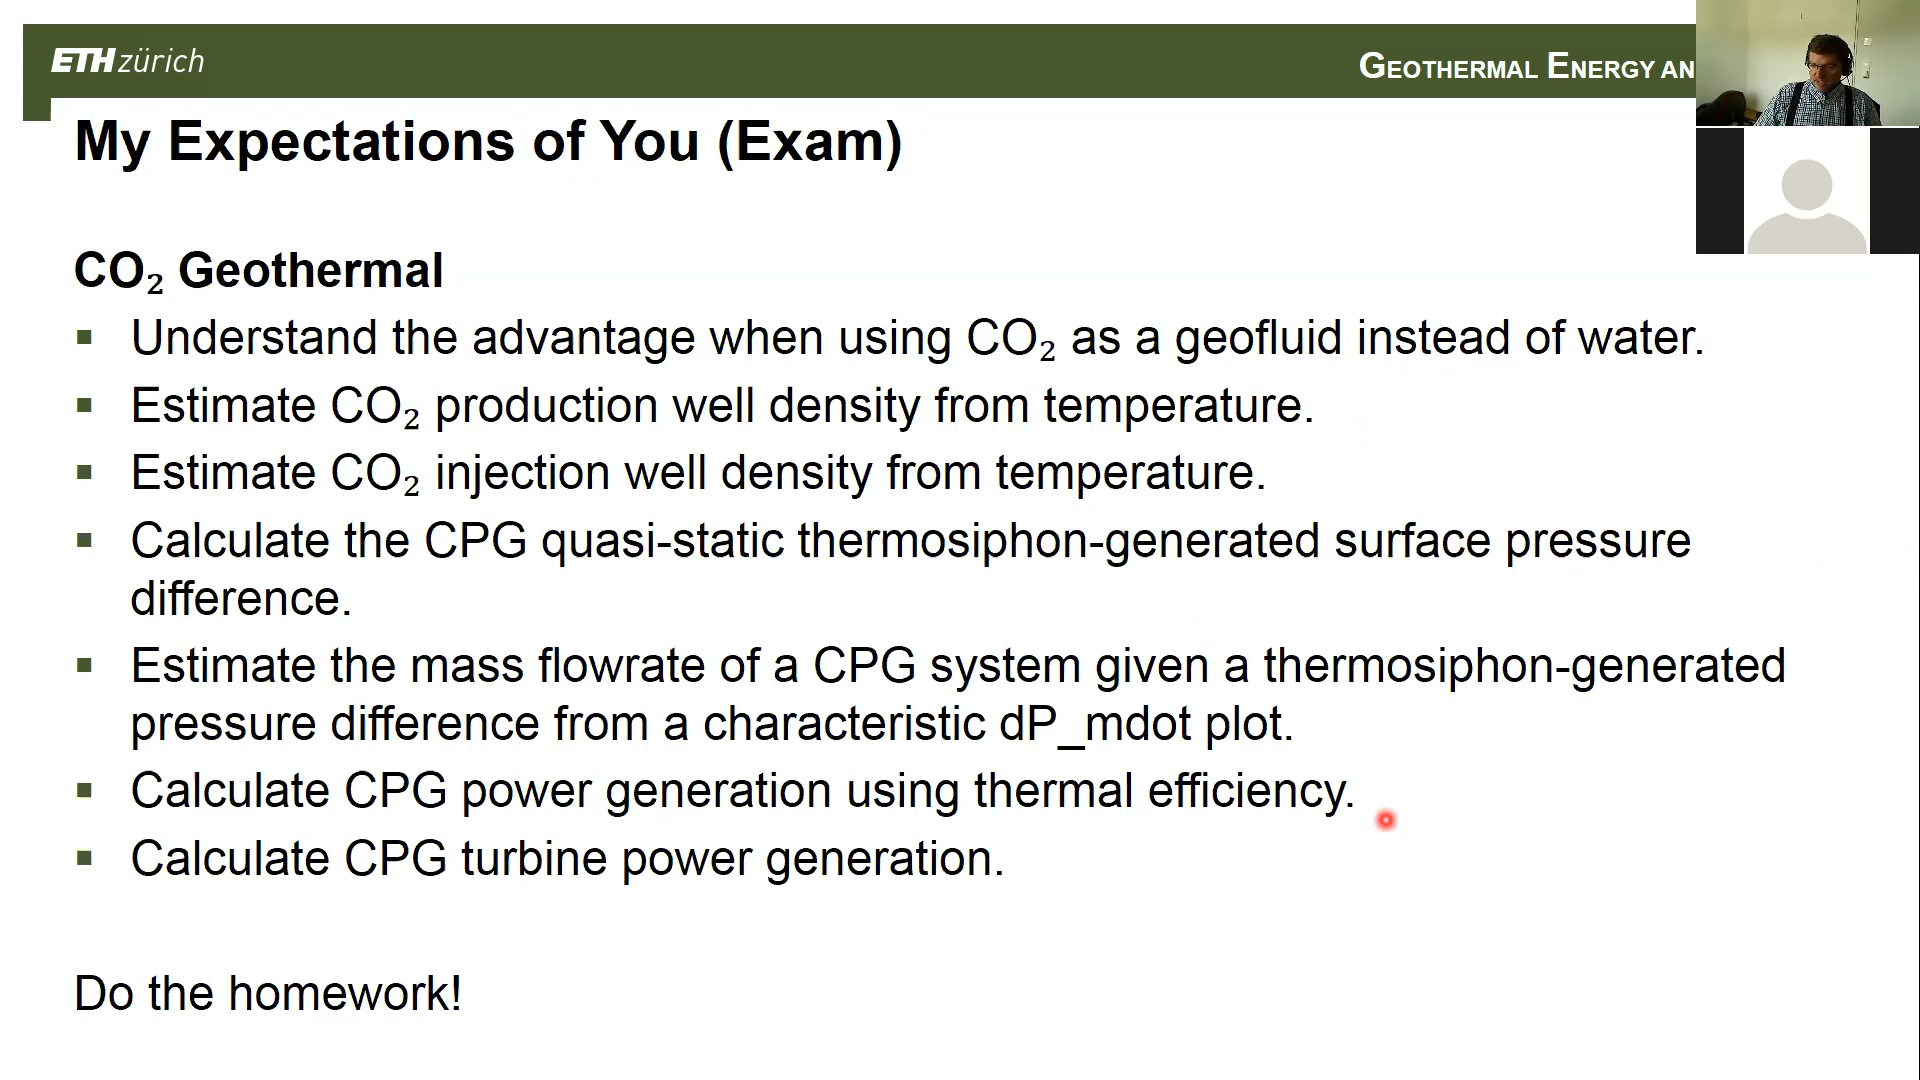 ETH zürich
GEOTHERMAL ENERGY AN
My Expectations of You (Exam)
CO₂ Geothermal
▪ Understand the advantage when using CO₂ as a geofluid instead of water.
▪ Estimate CO₂ production well density from temperature.
▪ Estimate CO₂ injection well density from temperature.
▪ Calculate the CPG quasi-static thermosiphon-generated surface pressure
difference.
▪ Estimate the mass flowrate of a CPG system given a thermosiphon-generated
pressure difference from a characteristic dP_mdot plot.
▪ Calculate CPG power generation using thermal efficiency.
▪ Calculate CPG turbine power generation.
Do the homework!